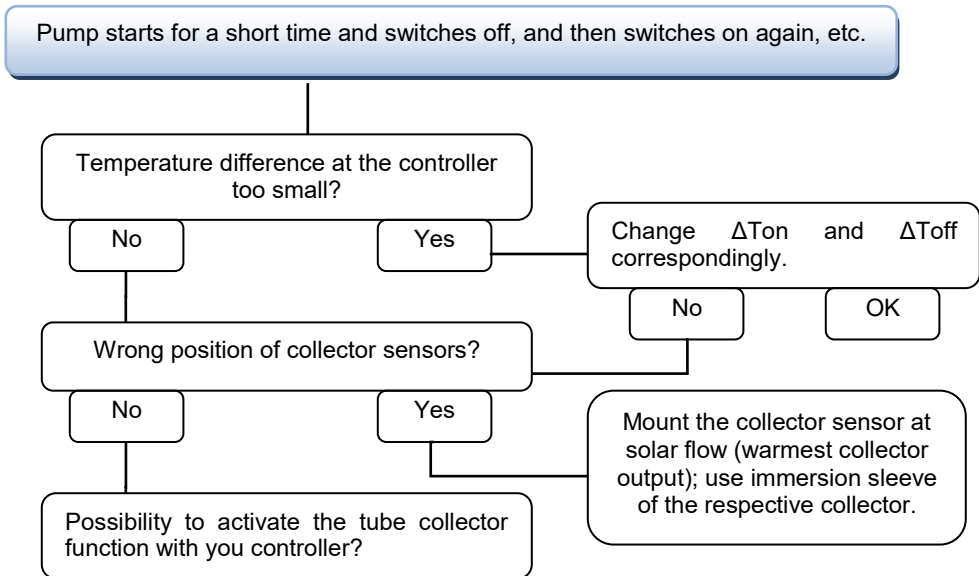 Pump starts for a short time and switches off, and then switches on again, etc.
Temperature difference at the controller
too small?
No
Yes
Change ΔTon and ΔToff
correspondingly.
No
OK
Wrong position of collector sensors?
No
Yes
Mount the collector sensor at
solar flow (warmest collector
output); use immersion sleeve
of the respective collector.
Possibility to activate the tube collector
function with you controller?